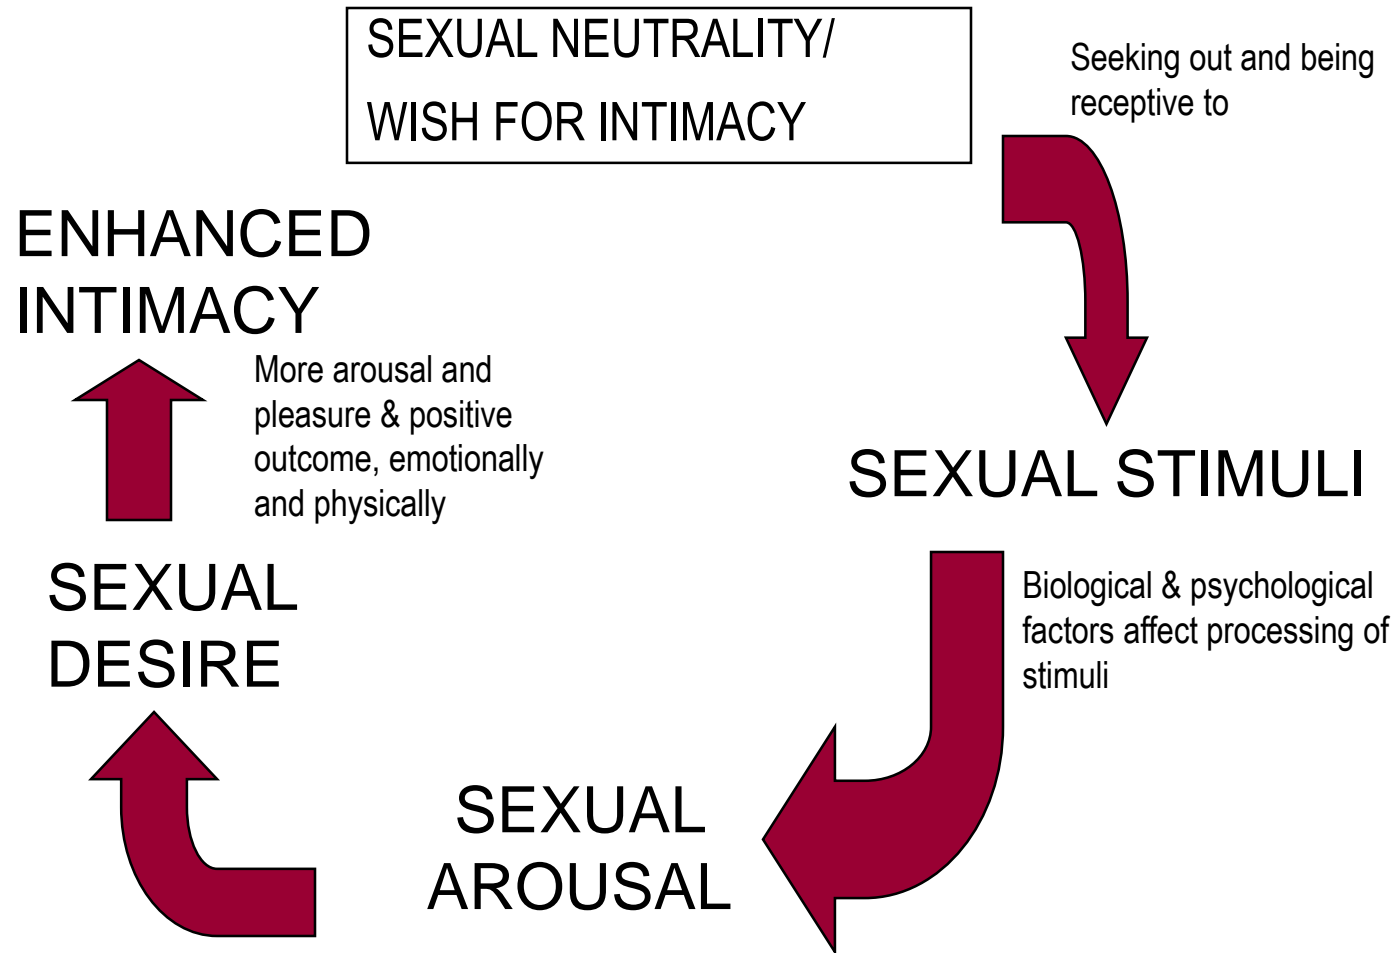 SEXUAL NEUTRALITY/
WISH FOR INTIMACY
Seeking out and being
receptive to
SEXUAL STIMULI
Biological & psychological
factors affect processing of
stimuli
SEXUAL
AROUSAL
SEXUAL
DESIRE
More arousal and
pleasure & positive
outcome, emotionally
and physically
ENHANCED
INTIMACY